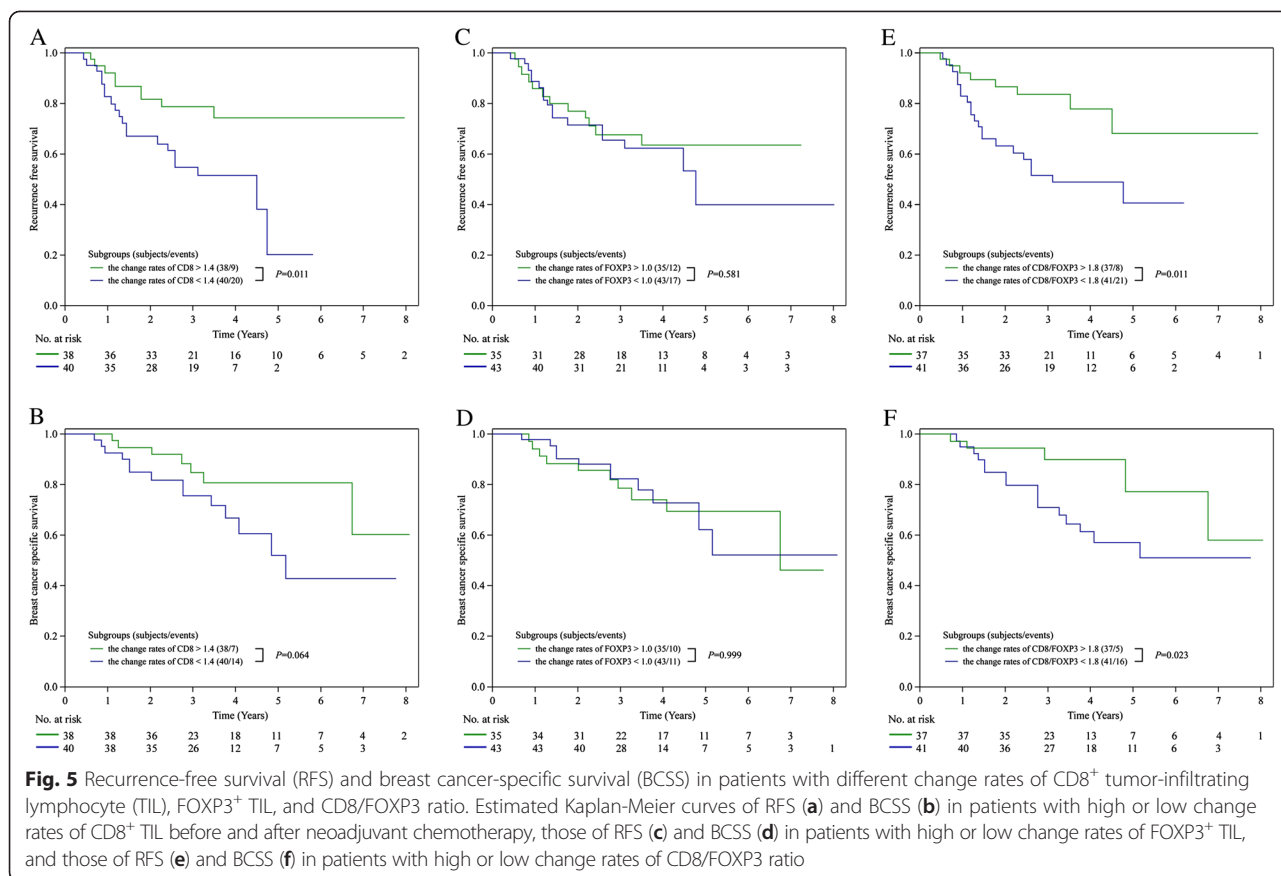 A
1.0
0.8
0.6
0.4
0.2
0.0
Recurrence free survival
Subgroups (subjects/events)
the change rates of CD8 > 1.4 (38/9)
the change rates of CD8 < 1.4 (40/20)
P=0.011
0 1 2 3 4 5 6 7 8
Time (Years)
No. at risk
38 36 33 21 16 10 6 5 2
40 35 28 19 7 2
C
1.0
0.8
0.6
0.4
0.2
0.0
Recurrence free survival
Subgroups (subjects/events)
the change rates of FOXP3 > 1.0 (35/12)
the change rates of FOXP3 < 1.0 (43/17)
P=0.581
0 1 2 3 4 5 6 7 8
Time (Years)
No. at risk
35 31 28 18 13 8 4 3
43 40 31 21 11 4 3 3
E
1.0
0.8
0.6
0.4
0.2
0.0
Recurrence free survival
Subgroups (subjects/events)
the change rates of CD8/FOXP3 > 1.8 (37/8)
the change rates of CD8/FOXP3 < 1.8 (41/21)
P=0.011
0 1 2 3 4 5 6 7 8
Time (Years)
No. at risk
37 35 33 21 11 6 5 4 1
41 36 26 19 12 6 2
B
1.0
0.8
0.6
0.4
0.2
0.0
Breast cancer specific survival
Subgroups (subjects/events)
the change rates of CD8 > 1.4 (38/7)
the change rates of CD8 < 1.4 (40/14)
P=0.064
0 1 2 3 4 5 6 7 8
Time (Years)
No. at risk
38 38 36 23 18 11 7 4 2
40 38 35 26 12 7 5 3
D
1.0
0.8
0.6
0.4
0.2
0.0
Breast cancer specific survival
Subgroups (subjects/events)
the change rates of FOXP3 > 1.0 (35/10)
the change rates of FOXP3 < 1.0 (43/11)
P=0.999
0 1 2 3 4 5 6 7 8
Time (Years)
No. at risk
35 34 31 22 17 11 7 3
43 43 40 28 14 7 5 3 1
F
1.0
0.8
0.6
0.4
0.2
0.0
Breast cancer specific survival
Subgroups (subjects/events)
the change rates of CD8/FOXP3 > 1.8 (37/5)
the change rates of CD8/FOXP3 < 1.8 (41/16)
P=0.023
0 1 2 3 4 5 6 7 8
Time (Years)
No. at risk
37 37 35 23 13 7 6 4 1
41 40 36 27 18 11 6 3
Fig. 5 Recurrence-free survival (RFS) and breast cancer-specific survival (BCSS) in patients with different change rates of CD8⁺ tumor-infiltrating
lymphocyte (TIL), FOXP3⁺ TIL, and CD8/FOXP3 ratio. Estimated Kaplan-Meier curves of RFS (a) and BCSS (b) in patients with high or low change
rates of CD8⁺ TIL before and after neoadjuvant chemotherapy, those of RFS (c) and BCSS (d) in patients with high or low change rates of FOXP3⁺ TIL,
and those of RFS (e) and BCSS (f) in patients with high or low change rates of CD8/FOXP3 ratio